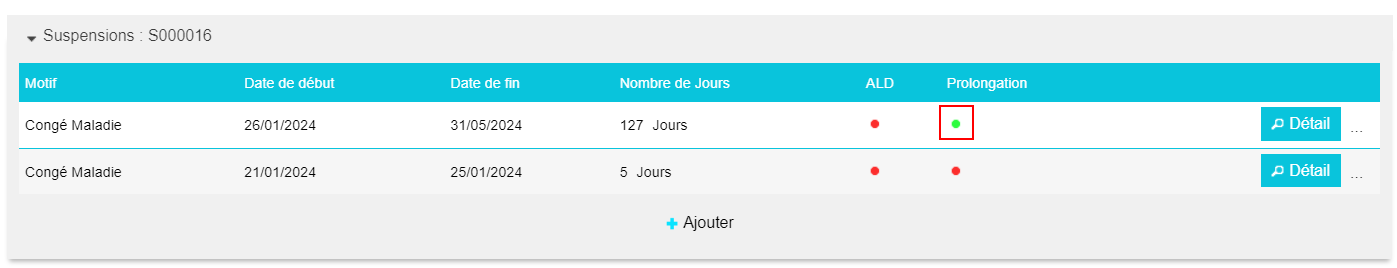 Suspensions : S000016
Motif Date de début Date de fin Nombre de Jours ALD Prolongation
Congé Maladie 26/01/2024 31/05/2024 127 Jours Détail ...
Congé Maladie 21/01/2024 25/01/2024 5 Jours Détail ...
Ajouter